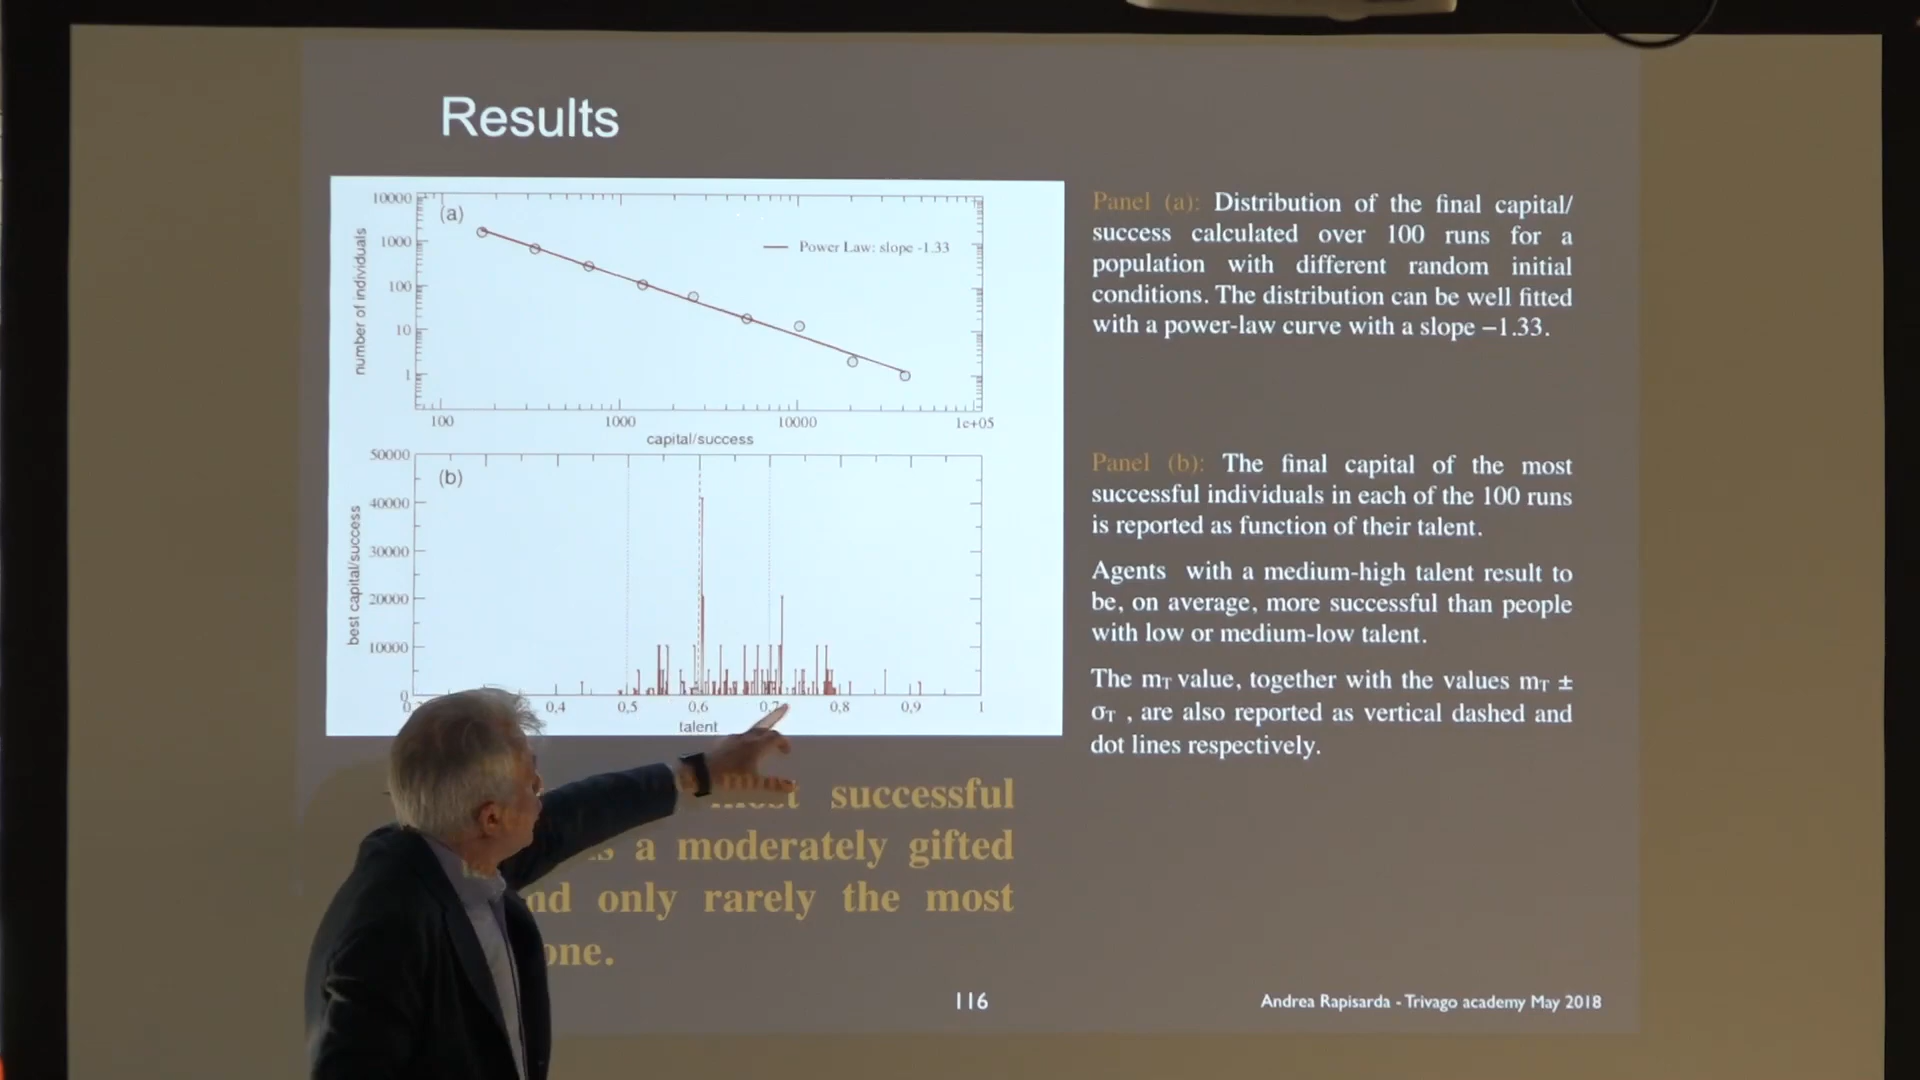 Results
10000
1000
100
10
1
number of individuals
(a)
Power Law: slope -1.33
100
1000
10000
1e+05
capital/success
50000
40000
30000
20000
10000
0
best capital/success
(b)
0,4
0,5
0,6
0,7
0,8
0,9
1
talent
Panel (a): Distribution of the final capital/
success calculated over 100 runs for a
population with different random initial
conditions. The distribution can be well fitted
with a power-law curve with a slope −1.33.
Panel (b): The final capital of the most
successful individuals in each of the 100 runs
is reported as function of their talent.
Agents with a medium-high talent result to
be, on average, more successful than people
with low or medium-low talent.
The mT value, together with the values mT ±
σT , are also reported as vertical dashed and
dot lines respectively.
most successful
a moderately gifted
only rarely the most
one.
116
Andrea Rapisarda - Trivago academy May 2018